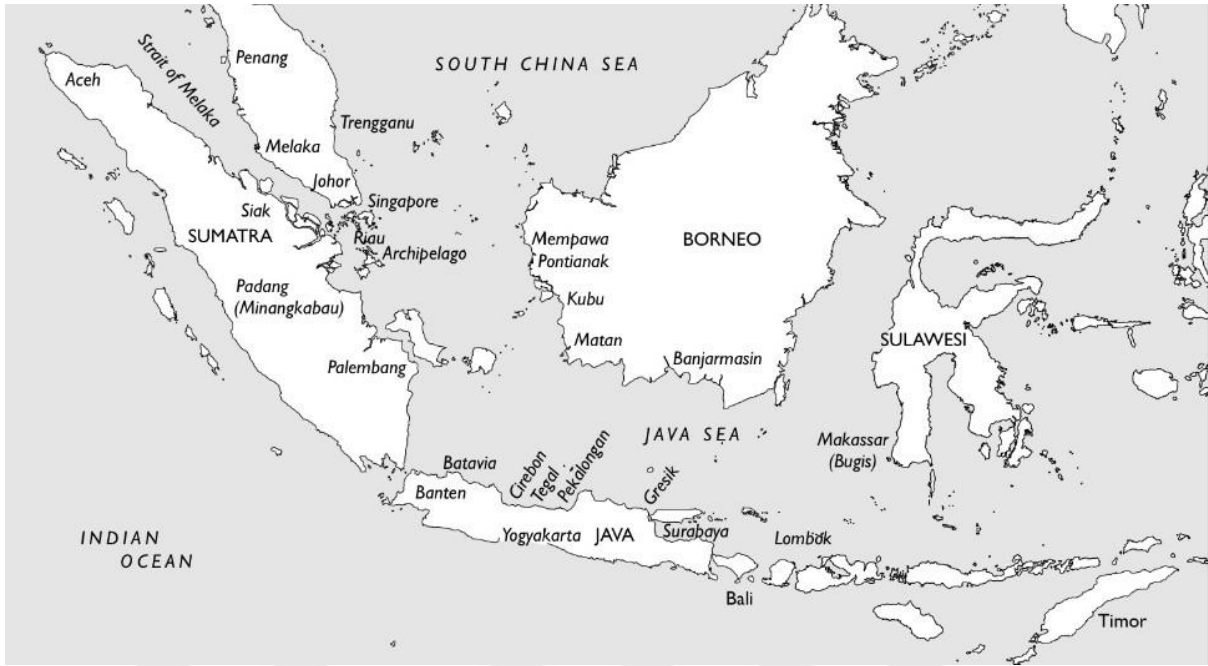 SOUTH CHINA SEA
Strait of Melaka
Penang
Aceh
Trengganu
Melaka
Johor
Singapore
Siak
SUMATRA
Riau
Archipelago
Mempawa
Pontianak
BORNEO
Padang
(Minangkabau)
Kubu
Matan
Banjarmasin
SULAWESI
Palembang
JAVA SEA
Makassar
(Bugis)
Batavia
Cirebon
Tegal
Pekalongan
Gresik
Banten
Yogyakarta
JAVA
Surabaya
Lombok
INDIAN
OCEAN
Bali
Timor